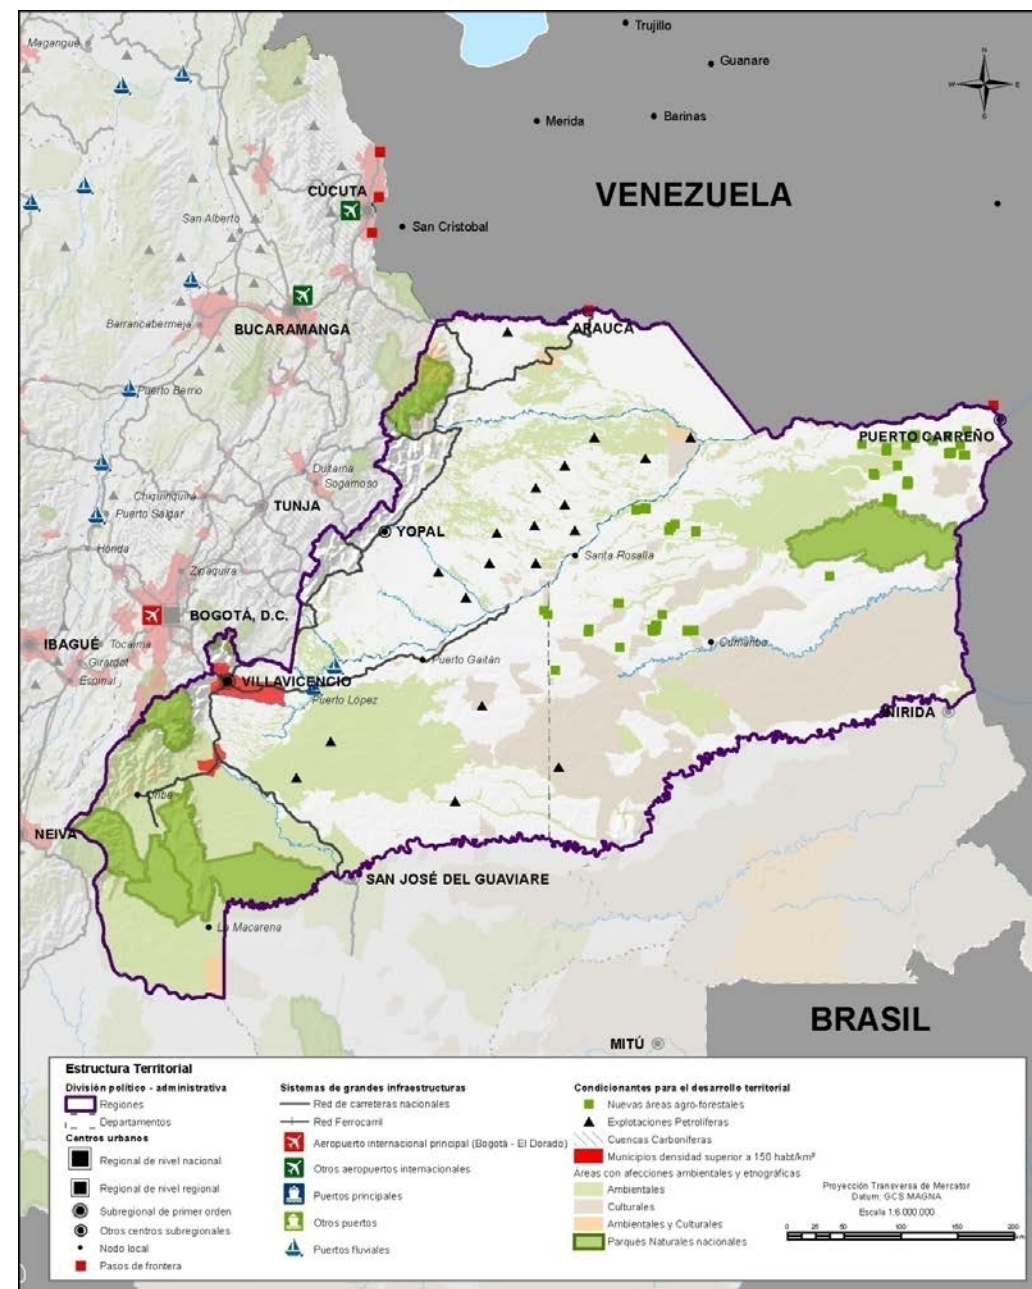 Trujillo
Magangué
Guanare
N
W E
S
Merida
Barinas
VENEZUELA
CÚCUTA
San Alberto
San Cristobal
Barrancabermeja
BUCARAMANGA
ARAUCA
Puerto Berrio
PUERTO CARREÑO
Duitama
Sogamoso
Chiquinquira
Puerto Salgar
TUNJA
YOPAL
Honda
Santa Rosalia
Zipaquira
BOGOTÁ, D.C.
IBAGUÉ
Tocaima
Cumaribo
Girardot
Puerto Gaitán
Espinal
VILLAVICENCIO
Puerto López
INIRIDA
Uribe
NEIVA
SAN JOSÉ DEL GUAVIARE
La Macarena
BRASIL
MITÚ
Estructura Territorial
División político - administrativa
Regiones
Departamentos
Centros urbanos
Regional de nivel nacional
Regional de nivel regional
Subregional de primer orden
Otros centros subregionales
Nodo local
Pasos de frontera
Sistemas de grandes infraestructuras
Red de carreteras nacionales
Red Ferrocarril
Aeropuerto internacional principal (Bogotá - El Dorado)
Otros aeropuertos internacionales
Puertos principales
Otros puertos
Puertos fluviales
Condicionantes para el desarrollo territorial
Nuevas áreas agro-forestales
Explotaciones Petrolíferas
Cuencas Carboníferas
Municipios densidad superior a 150 habt/km²
Áreas con afecciones ambientales y etnográficas
Ambientales
Culturales
Ambientales y Culturales
Parques Naturales nacionales
Proyección Transversa de Mercator
Datum: GCS MAGNA
Escala 1:6.000.000
0 25 50 100 150 200